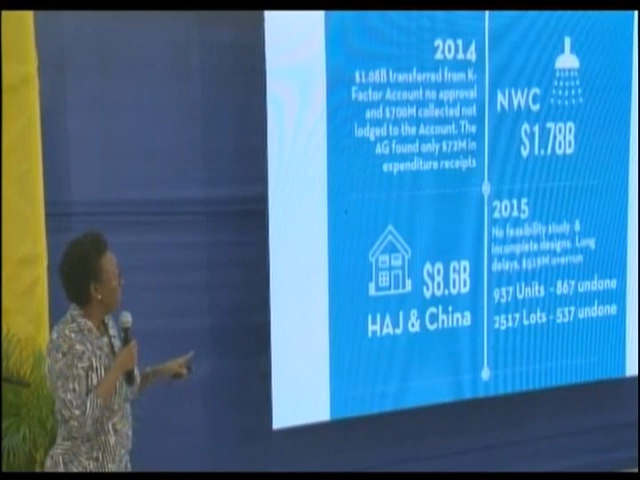 2014
$1.08B transferred from K-
Factor Account no approval
and $700M collected not
lodged to the Account. The
AG found only $73M in
expenditure receipts
NWC
$1.78B
$8.6B
HAJ & China
2015
No feasibility study &
Incomplete designs. Long
delays, overrun
937 Units - 867 undone
2517 Lots - 537 undone